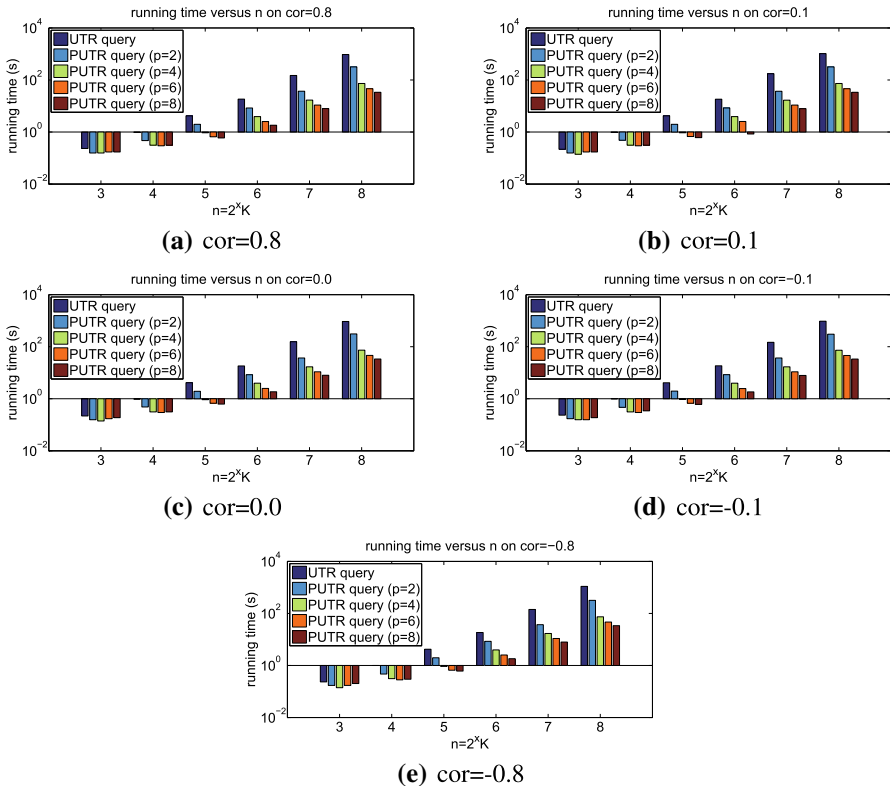 running time versus n on cor=0.8
running time (s)
10^4
10^2
10^0
10^−2
UTR query
PUTR query (p=2)
PUTR query (p=4)
PUTR query (p=6)
PUTR query (p=8)
3 4 5 6 7 8
n=2^xK
(a) cor=0.8
running time versus n on cor=0.1
running time (s)
10^4
10^2
10^0
10^−2
UTR query
PUTR query (p=2)
PUTR query (p=4)
PUTR query (p=6)
PUTR query (p=8)
3 4 5 6 7 8
n=2^xK
(b) cor=0.1
running time versus n on cor=0.0
running time (s)
10^4
10^2
10^0
10^−2
UTR query
PUTR query (p=2)
PUTR query (p=4)
PUTR query (p=6)
PUTR query (p=8)
3 4 5 6 7 8
n=2^xK
(c) cor=0.0
running time versus n on cor=−0.1
running time (s)
10^4
10^2
10^0
10^−2
UTR query
PUTR query (p=2)
PUTR query (p=4)
PUTR query (p=6)
PUTR query (p=8)
3 4 5 6 7 8
n=2^xK
(d) cor=-0.1
running time versus n on cor=−0.8
running time (s)
10^4
10^2
10^0
10^−2
UTR query
PUTR query (p=2)
PUTR query (p=4)
PUTR query (p=6)
PUTR query (p=8)
3 4 5 6 7 8
n=2^xK
(e) cor=-0.8